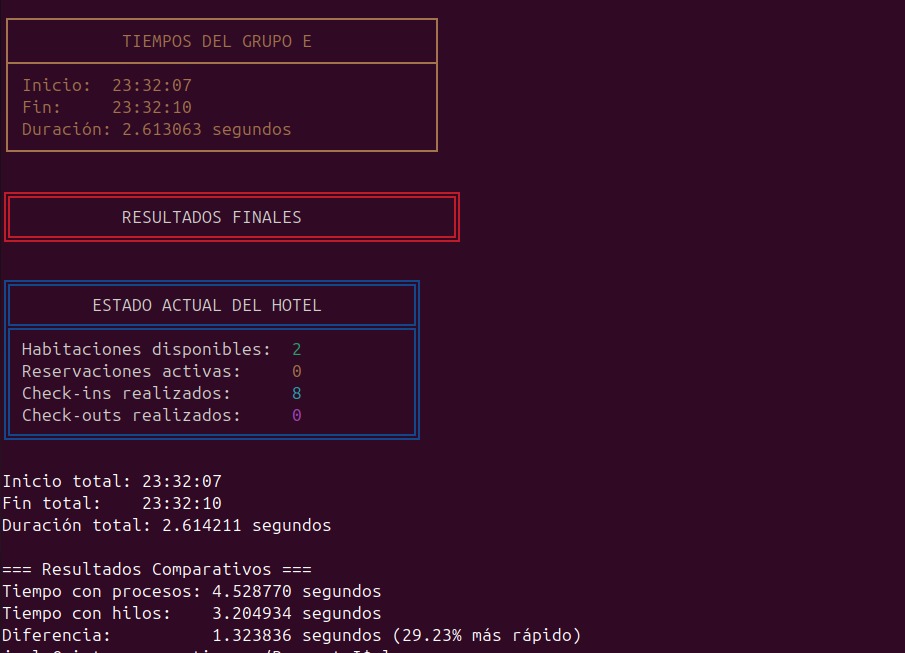 TIEMPOS DEL GRUPO E
Inicio: 23:32:07
Fin: 23:32:10
Duración: 2.613063 segundos
RESULTADOS FINALES
ESTADO ACTUAL DEL HOTEL
Habitaciones disponibles: 2
Reservaciones activas: 0
Check-ins realizados: 8
Check-outs realizados: 0
Inicio total: 23:32:07
Fin total: 23:32:10
Duración total: 2.614211 segundos
=== Resultados Comparativos ===
Tiempo con procesos: 4.528770 segundos
Tiempo con hilos: 3.204934 segundos
Diferencia: 1.323836 segundos (29.23% más rápido)